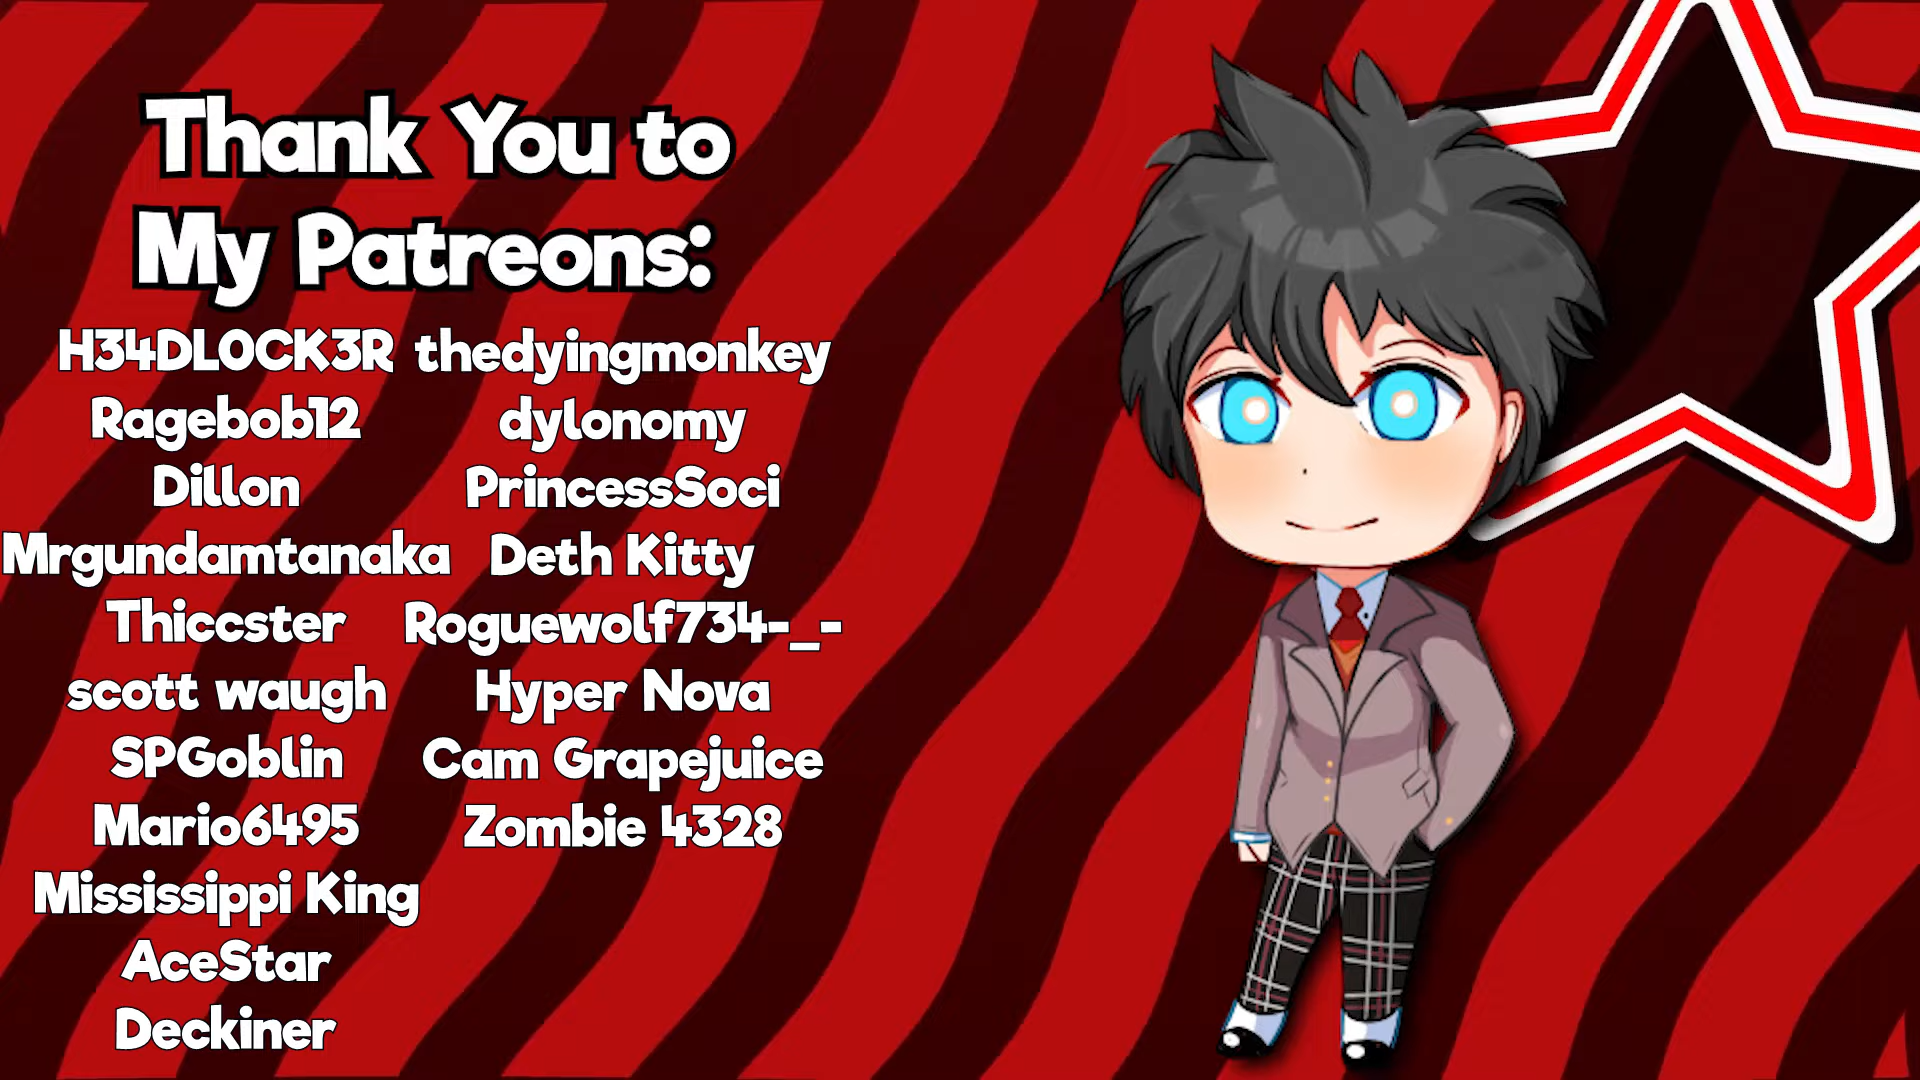 Thank You to
My Patreons:
H34DL0CK3R
Ragebob12
Dillon
Mrgundamtanaka
Thiccster
scott waugh
SPGoblin
Mario6495
Mississippi King
AceStar
Deckiner
thedyingmonkey
dylonomy
PrincessSoci
Deth Kitty
Roguewolf734-_-
Hyper Nova
Cam Grapejuice
Zombie 4328